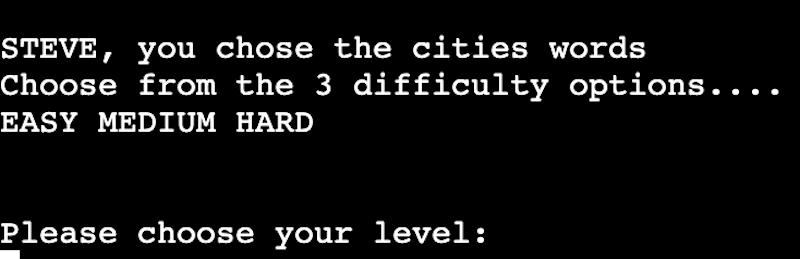 STEVE, you chose the cities words
Choose from the 3 difficulty options....
EASY MEDIUM HARD
Please choose your level: